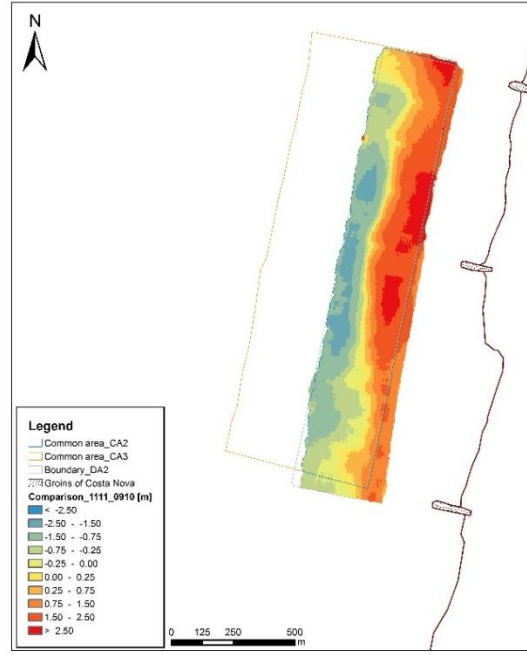 N
Legend
Common area_CA2
Common area_CA3
Boundary_DA2
Groins of Costa Nova
Comparison_1111_0910 [m]
< -2.50
-2.50 - -1.50
-1.50 - -0.75
-0.75 - -0.25
-0.25 - 0.00
0.00 - 0.25
0.25 - 0.75
0.75 - 1.50
1.50 - 2.50
> 2.50
0 125 250 500
m